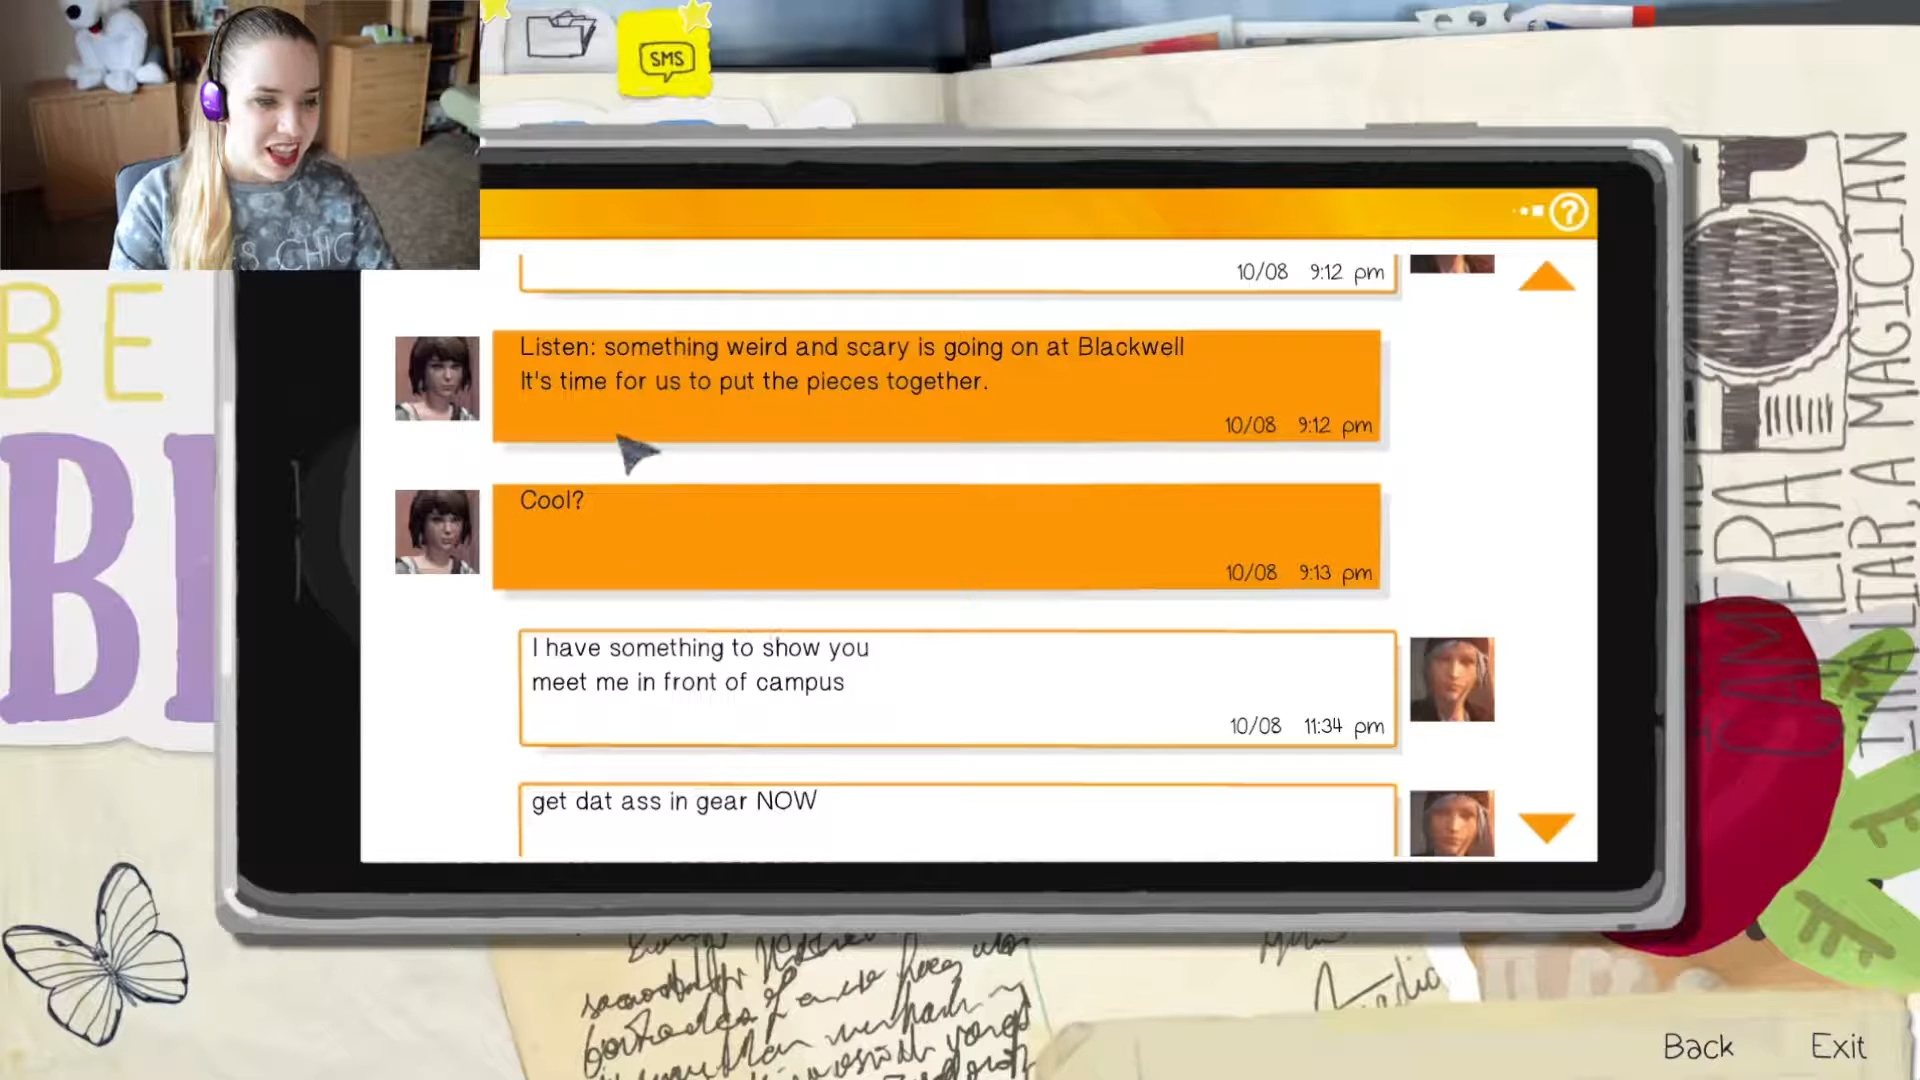 SMS
S CHIC
?
10/08 9:12 pm
Listen: something weird and scary is going on at Blackwell
It's time for us to put the pieces together.
10/08 9:12 pm
Cool?
10/08 9:13 pm
I have something to show you
meet me in front of campus
10/08 11:34 pm
get dat ass in gear NOW
BE
A MAGICIAN
LIAR,
Back
Exit